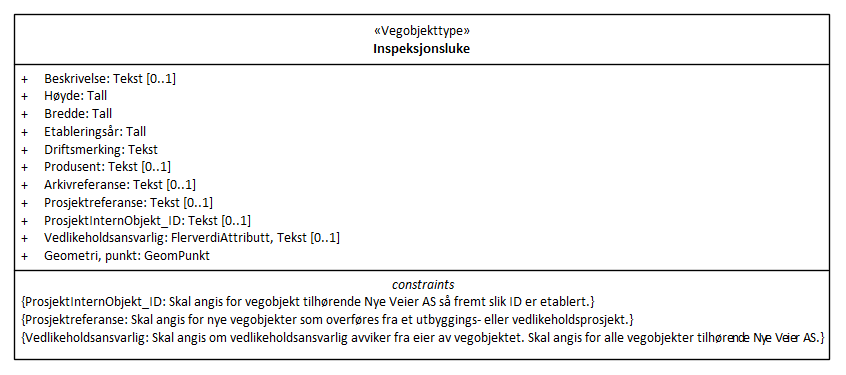 «Vegobjekttype»
Inspeksjonsluke
+ Beskrivelse: Tekst [0..1]
+ Høyde: Tall
+ Bredde: Tall
+ Etableringsår: Tall
+ Driftsmerking: Tekst
+ Produsent: Tekst [0..1]
+ Arkivreferanse: Tekst [0..1]
+ Prosjektreferanse: Tekst [0..1]
+ ProsjektInternObjekt_ID: Tekst [0..1]
+ Vedlikeholdsansvarlig: FlerverdiAttributt, Tekst [0..1]
+ Geometri, punkt: GeomPunkt
constraints
{ProsjektInternObjekt_ID: Skal angis for vegobjekt tilhørende Nye Veier AS så fremt slik ID er etablert.}
{Prosjektreferanse: Skal angis for nye vegobjekter som overføres fra et utbyggings- eller vedlikeholdsprosjekt.}
{Vedlikeholdsansvarlig: Skal angis om vedlikeholdsansvarlig avviker fra eier av vegobjektet. Skal angis for alle vegobjekter tilhørende Nye Veier AS.}